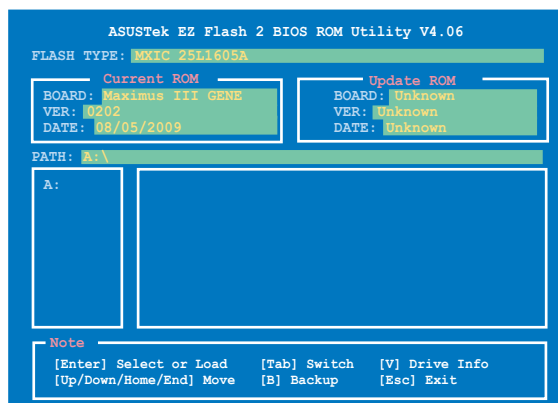 ASUSTek EZ Flash 2 BIOS ROM Utility V4.06
FLASH TYPE: MXIC 25L1605A
Current ROM
BOARD: Maximus III GENE
VER: 0202
DATE: 08/05/2009
Update ROM
BOARD: Unknown
VER: Unknown
DATE: Unknown
PATH: A:\
A:
Note
[Enter] Select or Load [Tab] Switch [V] Drive Info
[Up/Down/Home/End] Move [B] Backup [Esc] Exit